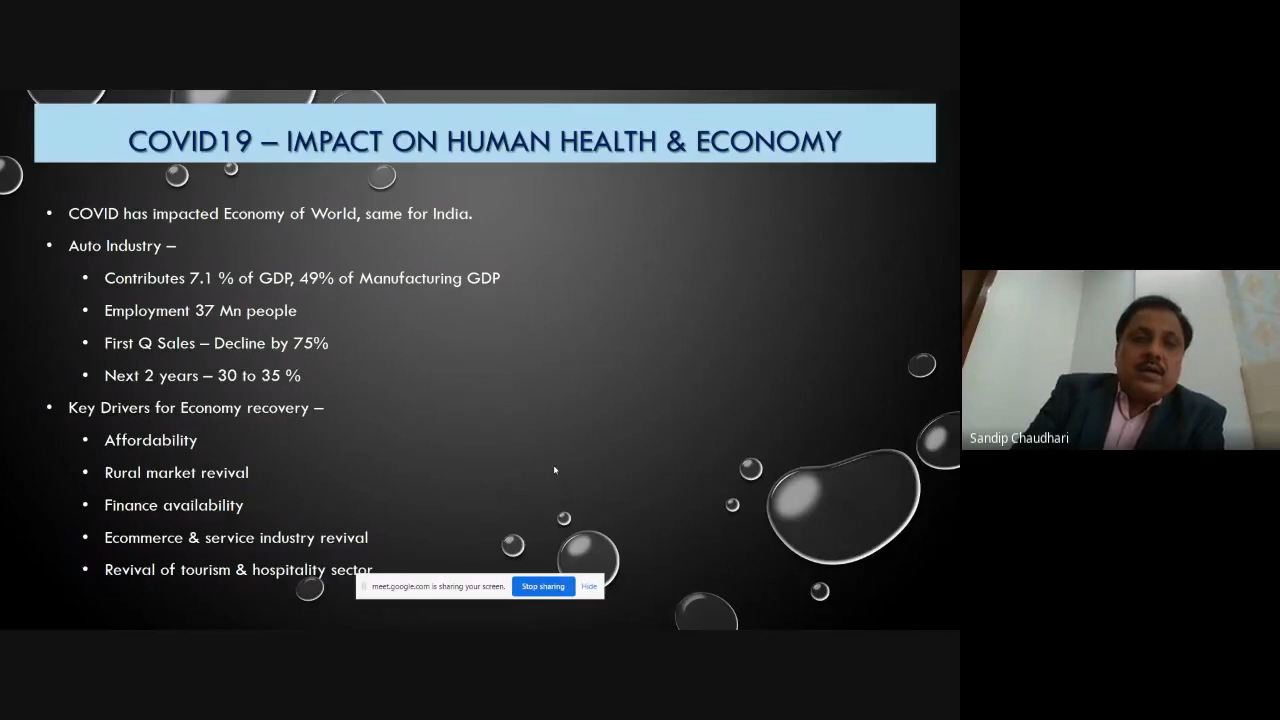 COVID19 – IMPACT ON HUMAN HEALTH & ECONOMY
• COVID has impacted Economy of World, same for India.
• Auto Industry –
• Contributes 7.1 % of GDP, 49% of Manufacturing GDP
• Employment 37 Mn people
• First Q Sales – Decline by 75%
• Next 2 years – 30 to 35 %
• Key Drivers for Economy recovery –
• Affordability
• Rural market revival
• Finance availability
• Ecommerce & service industry revival
• Revival of tourism & hospitality sector
meet.google.com is sharing your screen. Stop sharing Hide
Sandip Chaudhari